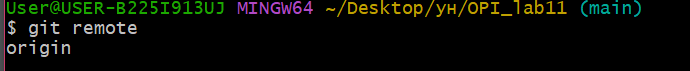 User@USER-B225I913UJ MINGW64 ~/Desktop/ун/OPI_lab11 (main)
$ git remote
origin